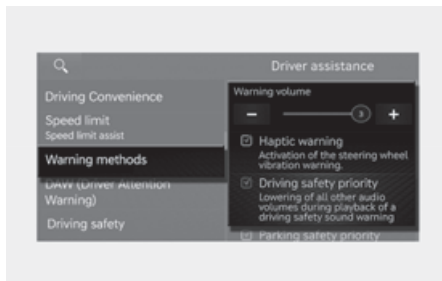 Driver assistance
Driving Convenience
Speed limit
Speed limit assist
Warning methods
DAW (Driver Attention
Warning)
Driving safety
Warning volume
− 3 +
Haptic warning
Activation of the steering wheel
vibration warning.
Driving safety priority
Lowering of all other audio
volumes during playback of a
driving safety sound warning
Parking safety priority